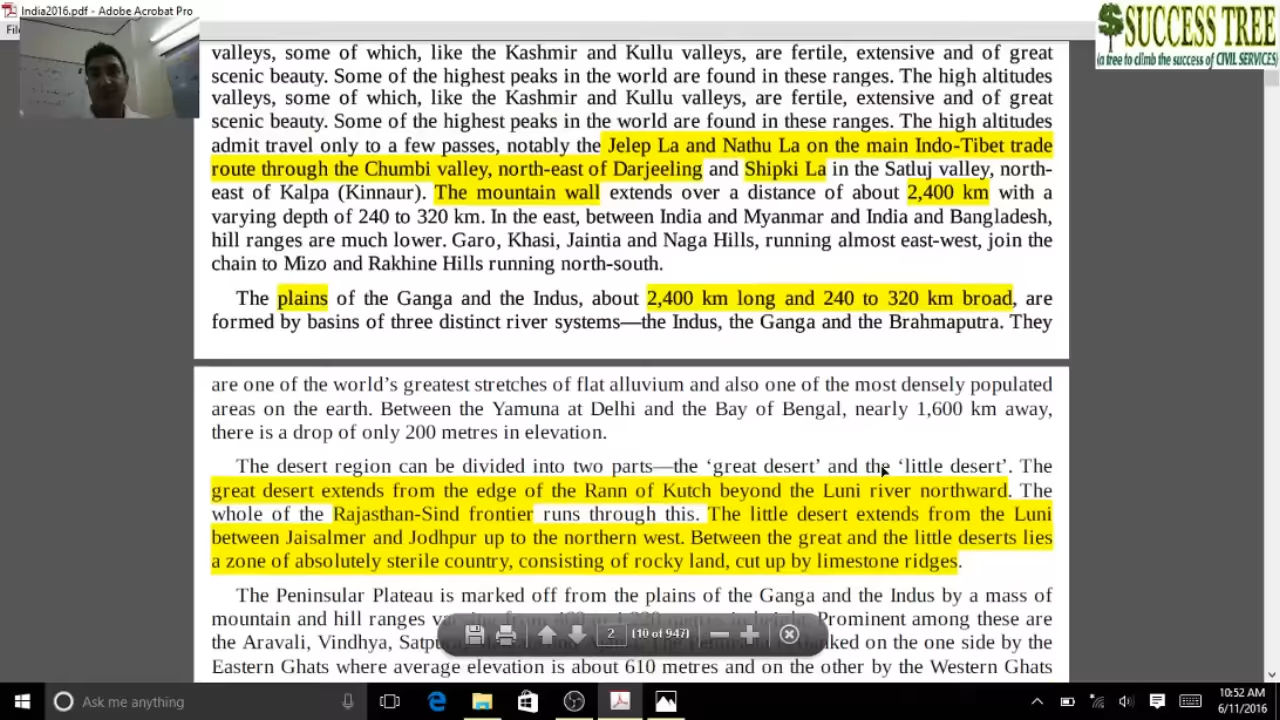 India2016.pdf - Adobe Acrobat Pro
SUCCESS TREE
(a tree to climb the success of CIVIL SERVICES)
valleys, some of which, like the Kashmir and Kullu valleys, are fertile, extensive and of great
scenic beauty. Some of the highest peaks in the world are found in these ranges. The high altitudes
valleys, some of which, like the Kashmir and Kullu valleys, are fertile, extensive and of great
scenic beauty. Some of the highest peaks in the world are found in these ranges. The high altitudes
admit travel only to a few passes, notably the Jelep La and Nathu La on the main Indo-Tibet trade
route through the Chumbi valley, north-east of Darjeeling and Shipki La in the Satluj valley, north-
east of Kalpa (Kinnaur). The mountain wall extends over a distance of about 2,400 km with a
varying depth of 240 to 320 km. In the east, between India and Myanmar and India and Bangladesh,
hill ranges are much lower. Garo, Khasi, Jaintia and Naga Hills, running almost east-west, join the
chain to Mizo and Rakhine Hills running north-south.
The plains of the Ganga and the Indus, about 2,400 km long and 240 to 320 km broad, are
formed by basins of three distinct river systems—the Indus, the Ganga and the Brahmaputra. They
are one of the world's greatest stretches of flat alluvium and also one of the most densely populated
areas on the earth. Between the Yamuna at Delhi and the Bay of Bengal, nearly 1,600 km away,
there is a drop of only 200 metres in elevation.
The desert region can be divided into two parts—the ‘great desert’ and the ‘little desert’. The
great desert extends from the edge of the Rann of Kutch beyond the Luni river northward. The
whole of the Rajasthan-Sind frontier runs through this. The little desert extends from the Luni
between Jaisalmer and Jodhpur up to the northern west. Between the great and the little deserts lies
a zone of absolutely sterile country, consisting of rocky land, cut up by limestone ridges.
The Peninsular Plateau is marked off from the plains of the Ganga and the Indus by a mass of
mountain and hill ranges Prominent among these are
the Aravali, Vindhya, on the one side by the
Eastern Ghats where average elevation is about 610 metres and on the other by the Western Ghats
2 (10 of 947)
Ask me anything
10:52 AM
6/11/2016